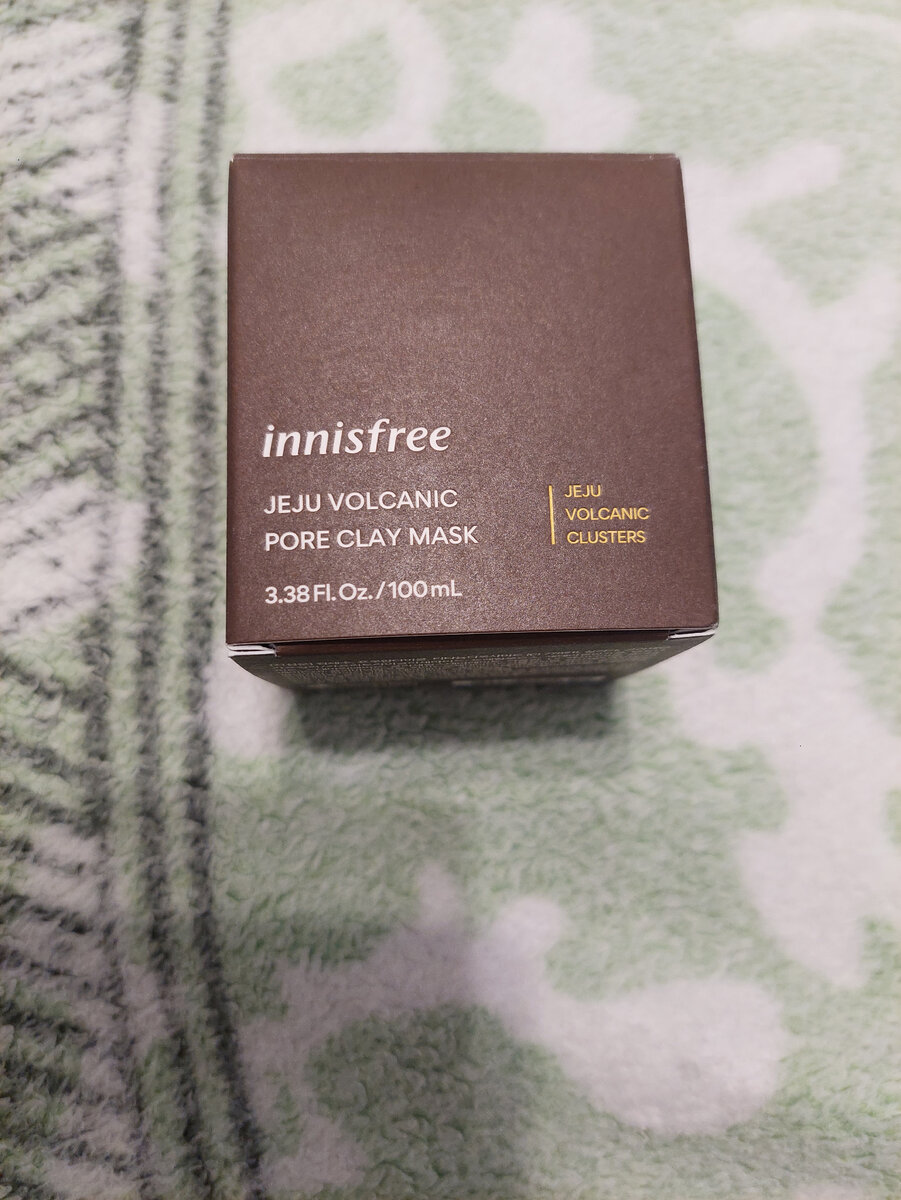 innisfree
JEJU VOLCANIC
PORE CLAY MASK
3.38 Fl. Oz. / 100 mL
JEJU
VOLCANIC
CLUSTERS